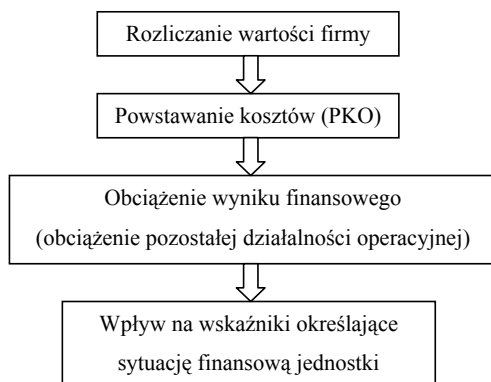 Rozliczanie wartości firmy
Powstawanie kosztów (PKO)
Obciążenie wyniku finansowego
(obciążenie pozostałej działalności operacyjnej)
Wpływ na wskaźniki określające
sytuację finansową jednostki